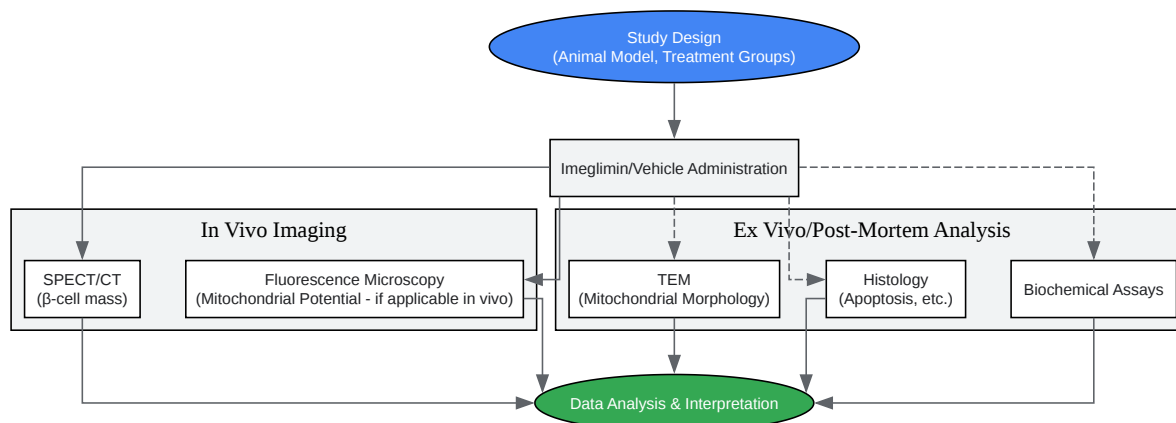 Study Design
(Animal Model, Treatment Groups)
Imeglimin/Vehicle Administration
In Vivo Imaging
SPECT/CT
(β-cell mass)
Fluorescence Microscopy
(Mitochondrial Potential - if applicable in vivo)
Ex Vivo/Post-Mortem Analysis
TEM
(Mitochondrial Morphology)
Histology
(Apoptosis, etc.)
Biochemical Assays
Data Analysis & Interpretation